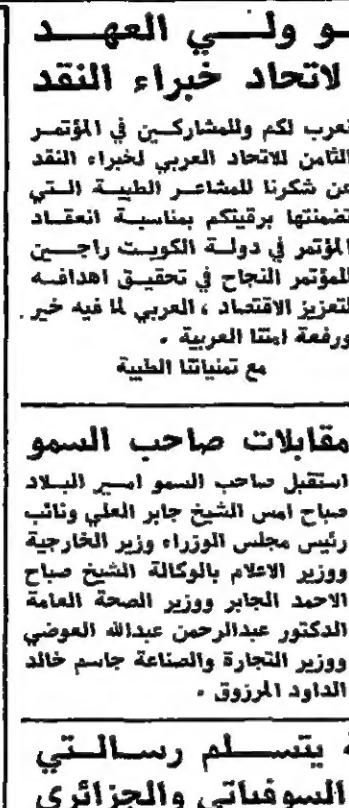 ولي العهد
لاتحاد خبراء النقد
نعرب لكم وللمشاركين في المؤتمر
الثامن للاتحاد العربي لخبراء النقد
عن شكرنا للمشاعر الطيبة التي
تضمنتها برقيتكم بمناسبة انعقاد
المؤتمر في دولة الكويت راجين
للمؤتمر النجاح في تحقيق اهدافه
لتعزيز الاقتصاد ، العربي لما فيه خير
ورفعة امتنا العربية .
مع تمنياتنا الطيبة
مقابلات صاحب السمو
استقبل صاحب السمو امير البلاد
صباح امس الشيخ جابر العلي ونائب
رئيس مجلس الوزراء وزير الخارجية
ووزير الاعلام بالوكالة الشيخ صباح
الاحمد الجابر ووزير الصحة العامة
الدكتور عبدالرحمن عبدالله العوضي
ووزير التجارة والصناعة جاسم خالد
الداود المرزوق .
يتسلم رسالتي
السوفياتي والجزائري